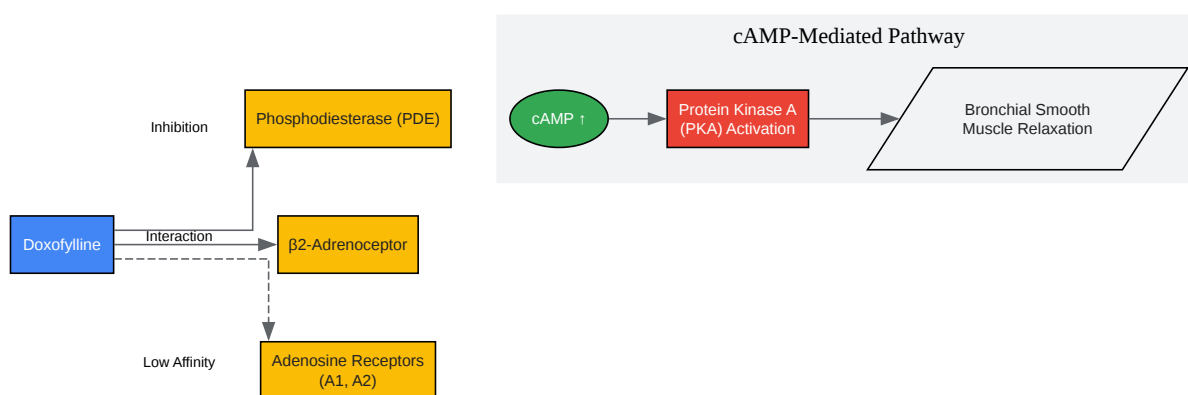 cAMP-Mediated Pathway
Phosphodiesterase (PDE)
Inhibition
cAMP ↑
Protein Kinase A
(PKA) Activation
Bronchial Smooth
Muscle Relaxation
Doxofylline
Interaction
β2-Adrenoceptor
Low Affinity
Adenosine Receptors
(A1, A2)